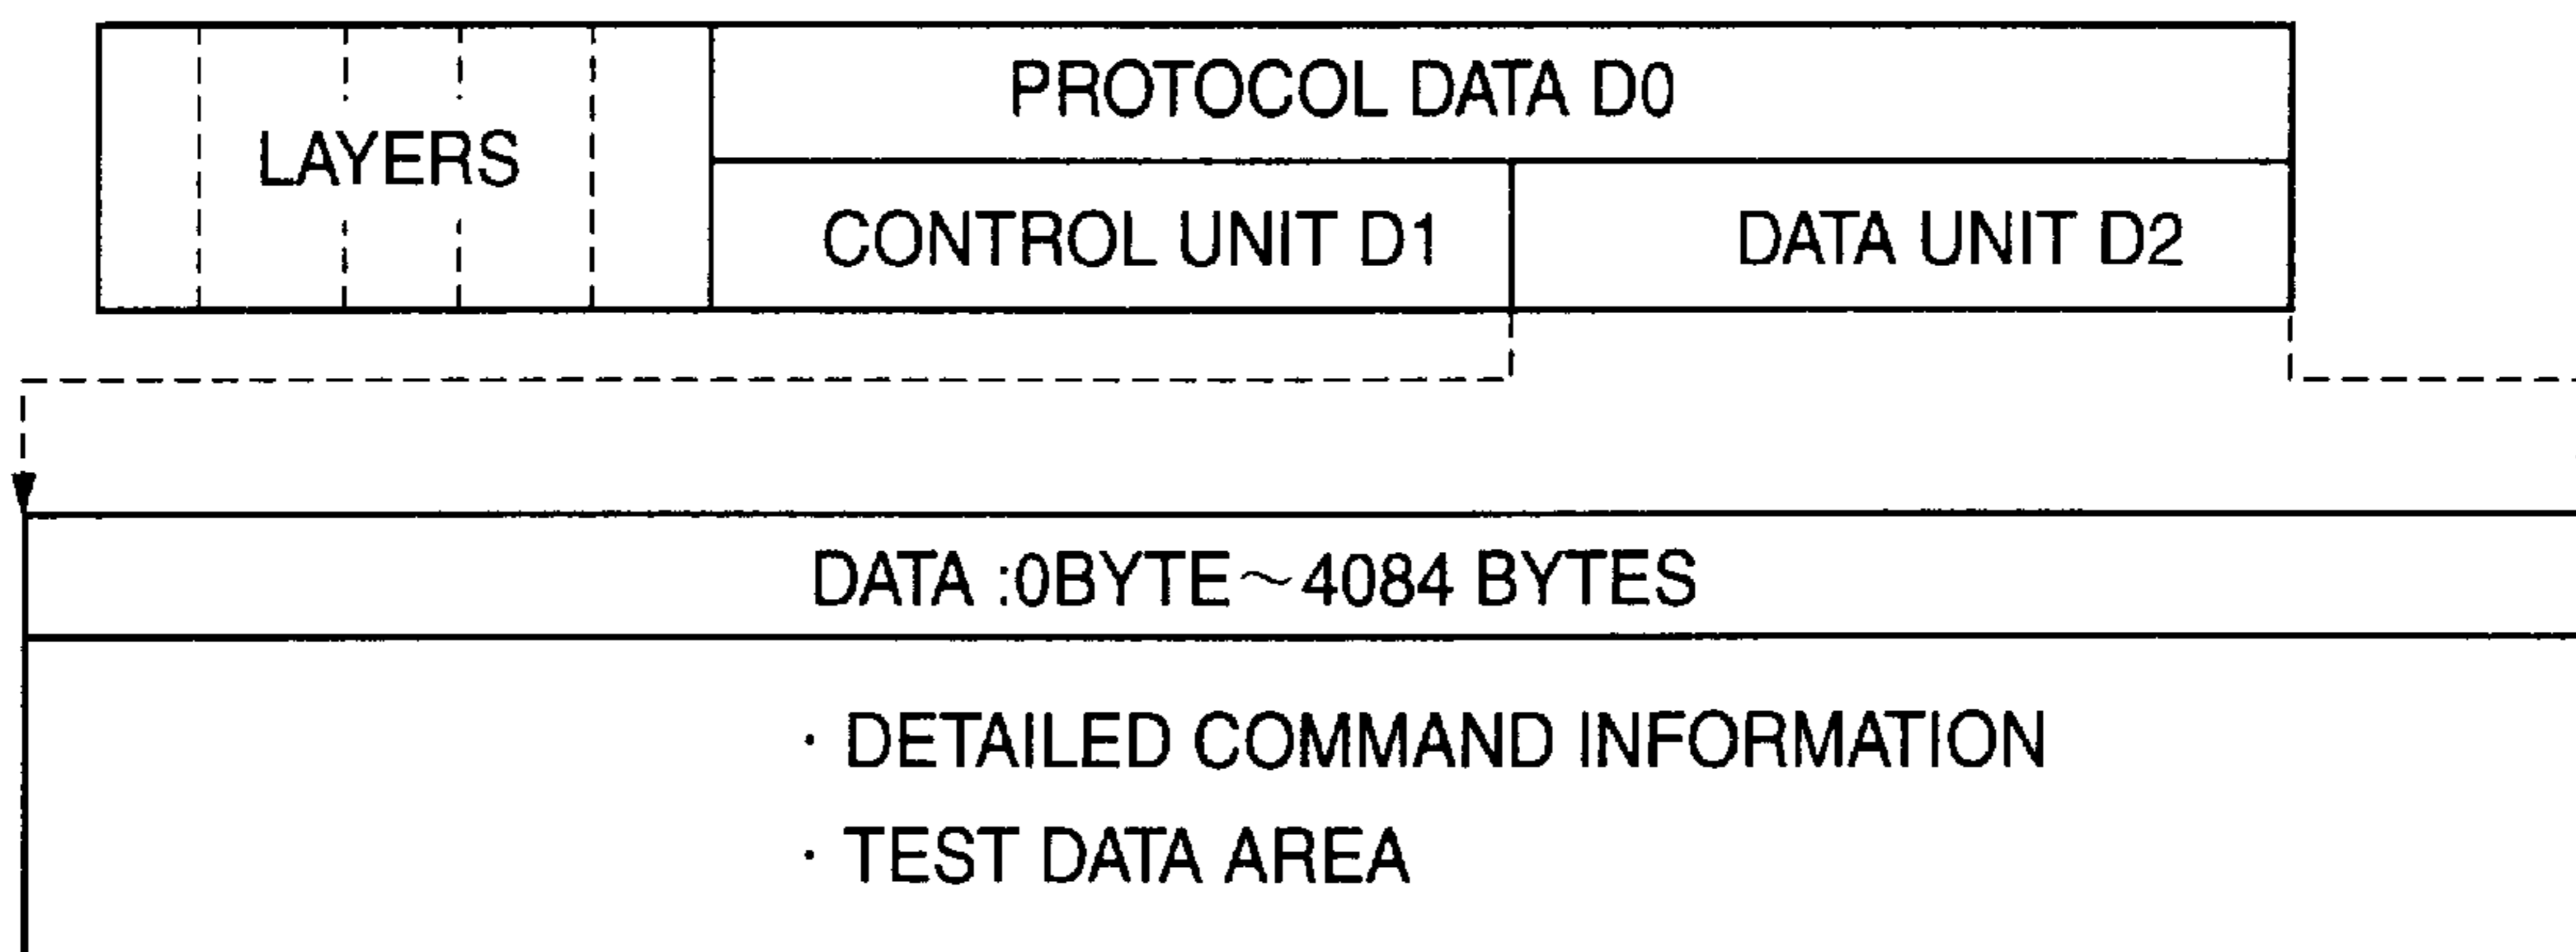 LAYERS
PROTOCOL DATA D0
CONTROL UNIT D1
DATA UNIT D2
DATA :0BYTE～4084 BYTES
· DETAILED COMMAND INFORMATION
· TEST DATA AREA